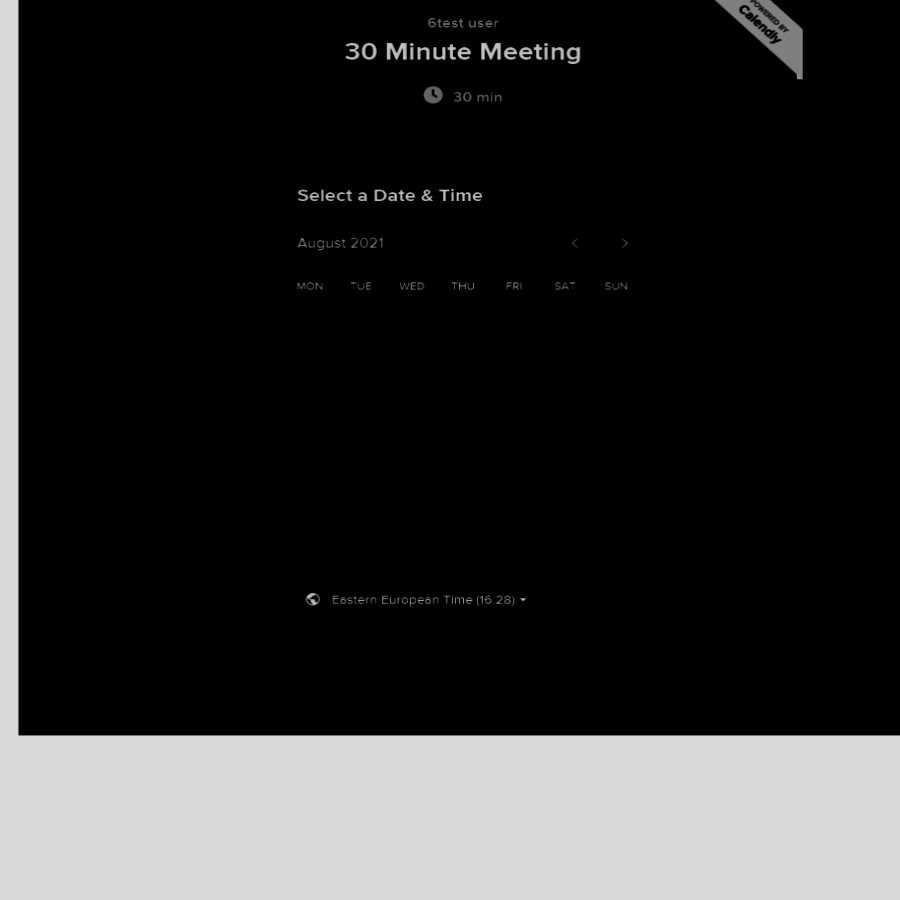 6test user
POWERED BY
Calendly
30 Minute Meeting
30 min
Select a Date & Time
August 2021
MON TUE WED THU FRI SAT SUN
Eastern European Time (16:28)